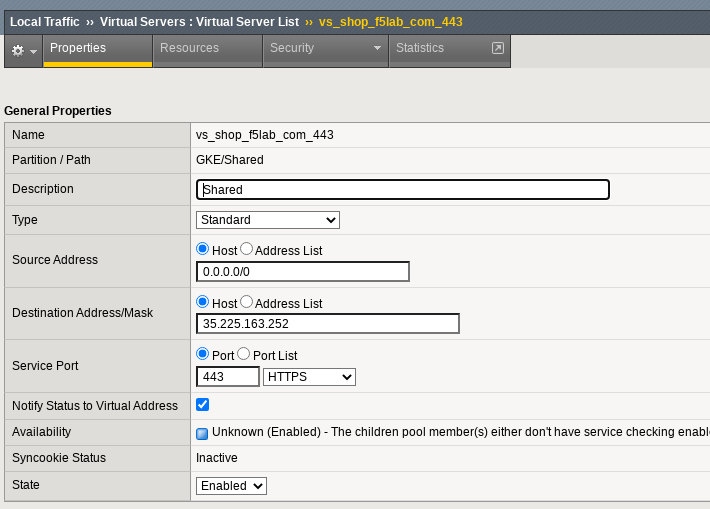 Local Traffic ›› Virtual Servers : Virtual Server List ›› vs_shop_f5lab_com_443
Properties Resources Security Statistics
General Properties
Name vs_shop_f5lab_com_443
Partition / Path GKE/Shared
Description Shared
Type Standard
Source Address Host Address List
0.0.0.0/0
Destination Address/Mask Host Address List
35.225.163.252
Service Port Port Port List
443 HTTPS
Notify Status to Virtual Address
Availability Unknown (Enabled) - The children pool member(s) either don't have service checking enabl
Syncookie Status Inactive
State Enabled